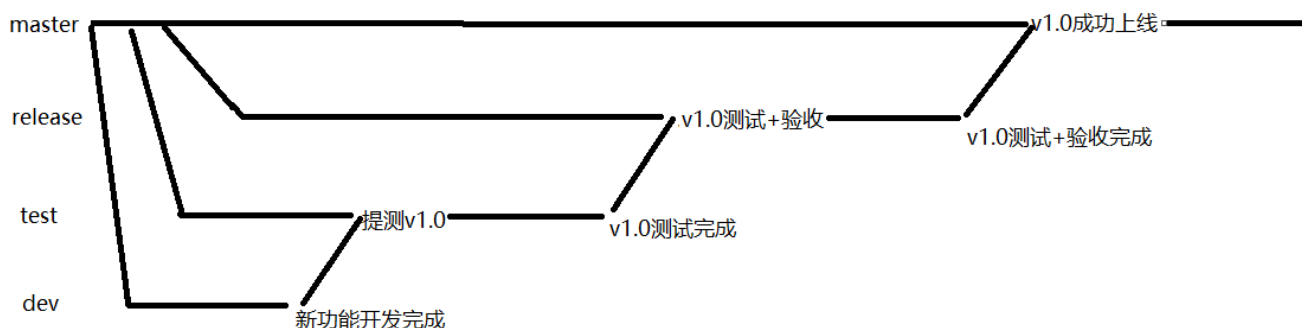 master
v1.0成功上线
release
v1.0测试+验收
v1.0测试+验收完成
test
提测v1.0
v1.0测试完成
dev
新功能开发完成